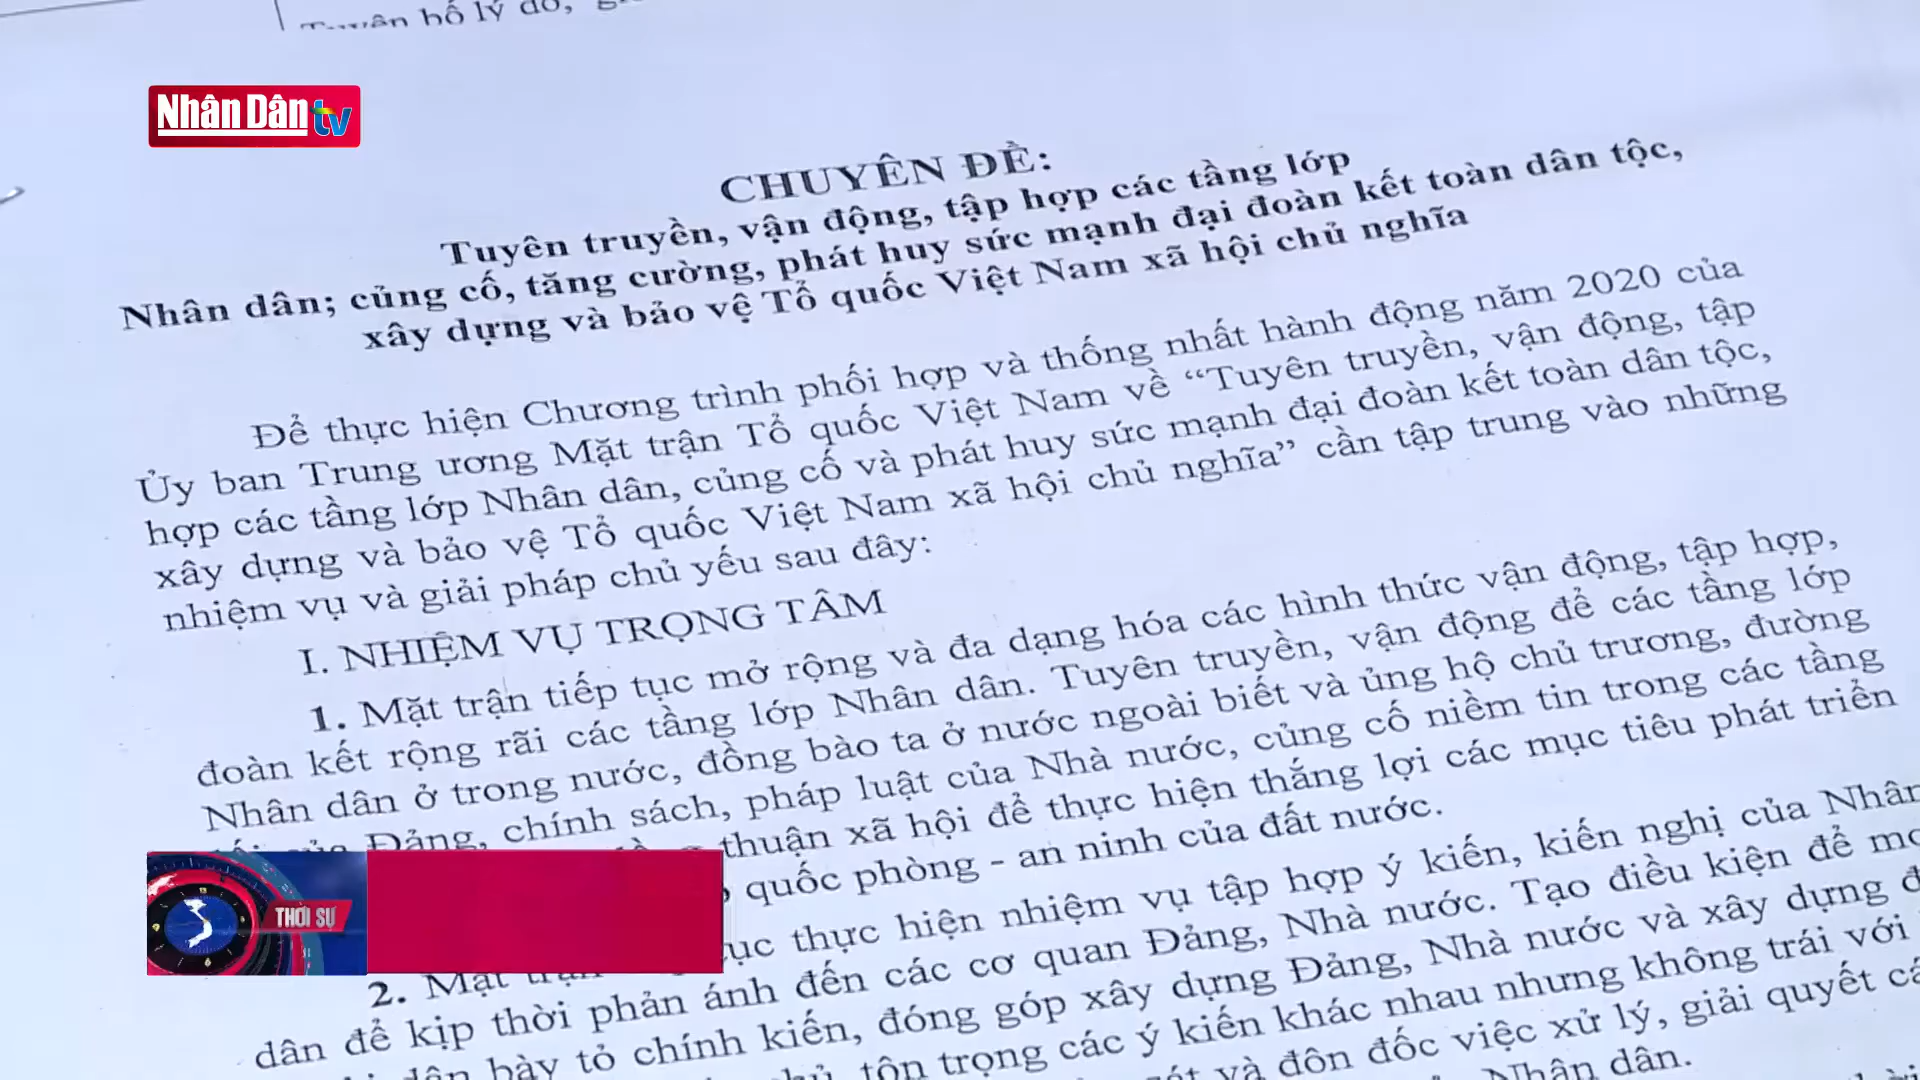 Tuyên bố lý do,
Nhân Dân tv
CHUYÊN ĐỀ:
Tuyên truyền, vận động, tập hợp các tầng lớp
Nhân dân; củng cố, tăng cường, phát huy sức mạnh đại đoàn kết toàn dân tộc,
xây dựng và bảo vệ Tổ quốc Việt Nam xã hội chủ nghĩa
Để thực hiện Chương trình phối hợp và thống nhất hành động năm 2020 của
Ủy ban Trung ương Mặt trận Tổ quốc Việt Nam về “Tuyên truyền, vận động, tập
hợp các tầng lớp Nhân dân, củng cố và phát huy sức mạnh đại đoàn kết toàn dân tộc,
xây dựng và bảo vệ Tổ quốc Việt Nam xã hội chủ nghĩa” cần tập trung vào những
nhiệm vụ và giải pháp chủ yếu sau đây:
I. NHIỆM VỤ TRỌNG TÂM
1. Mặt trận tiếp tục mở rộng và đa dạng hóa các hình thức vận động, tập hợp,
đoàn kết rộng rãi các tầng lớp Nhân dân. Tuyên truyền, vận động để các tầng lớp
Nhân dân ở trong nước, đồng bào ta ở nước ngoài biết và ủng hộ chủ trương, đường
của Đảng, chính sách, pháp luật của Nhà nước, củng cố niềm tin trong các tầng
thuận xã hội để thực hiện thắng lợi các mục tiêu phát triển
quốc phòng - an ninh của đất nước.
THỜI SỰ
2. Mặt trận tục thực hiện nhiệm vụ tập hợp ý kiến, kiến nghị của Nhân
dân để kịp thời phản ánh đến các cơ quan Đảng, Nhà nước. Tạo điều kiện để
dân bày tỏ chính kiến, đóng góp xây dựng Đảng, Nhà nước và xây dựng
tôn trọng các ý kiến khác nhau nhưng không trái với
và đôn đốc việc xử lý, giải quyết
Nhân dân.